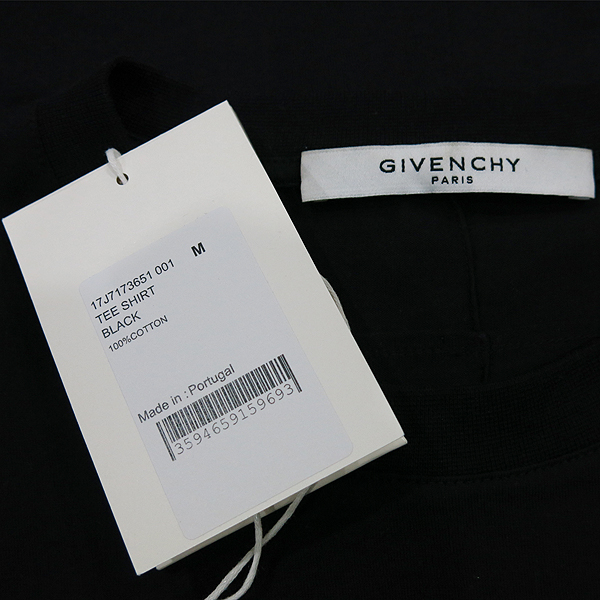 GIVENCHY
PARIS
17J7173651 001 M
TEE SHIRT
BLACK
100%COTTON
Made in : Portugal
3594659159693